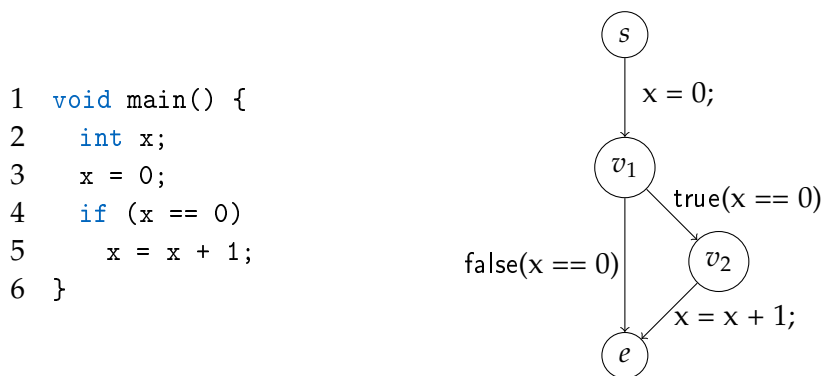 1 void main() {
2 int x;
3 x = 0;
4 if (x == 0)
5 x = x + 1;
6 }
s
x = 0;
v1
true(x == 0)
false(x == 0)
v2
x = x + 1;
e